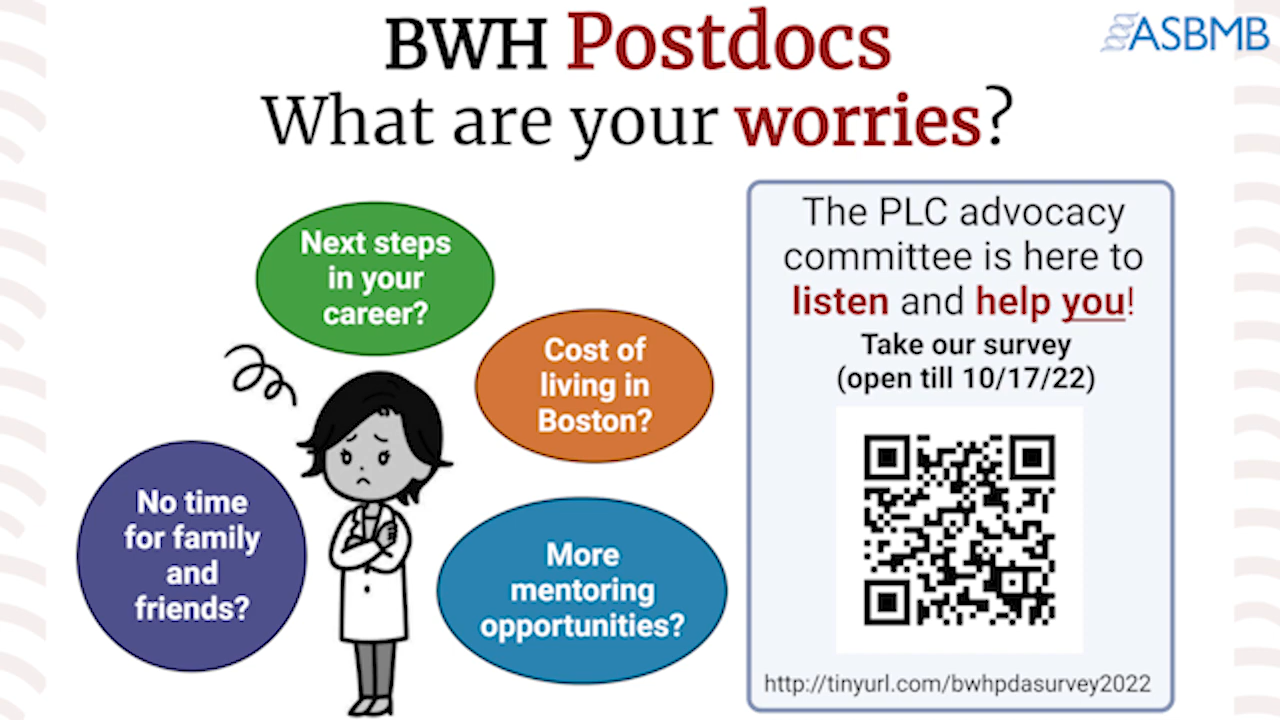 BWH Postdocs
What are your worries?
ASBMB
Next steps
in your
career?
Cost of
living in
Boston?
No time
for family
and
friends?
More
mentoring
opportunities?
The PLC advocacy
committee is here to
listen and help you!
Take our survey
(open till 10/17/22)
http://tinyurl.com/bwhpdasurvey2022